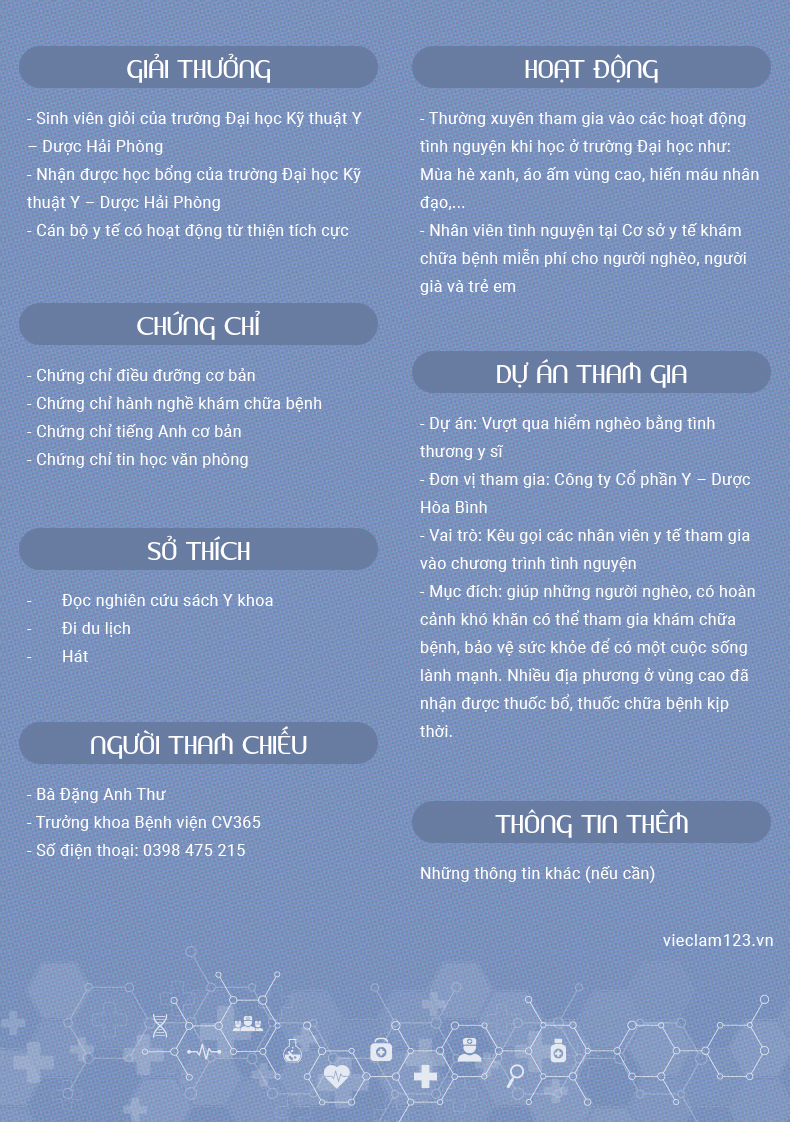 GIẢI THƯỞNG
- Sinh viên giỏi của trường Đại học Kỹ thuật Y
– Dược Hải Phòng
- Nhận được học bổng của trường Đại học Kỹ
thuật Y – Dược Hải Phòng
- Cán bộ y tế có hoạt động từ thiện tích cực
CHỨNG CHỈ
- Chứng chỉ điều đưỡng cơ bản
- Chứng chỉ hành nghề khám chữa bệnh
- Chứng chỉ tiếng Anh cơ bản
- Chứng chỉ tin học văn phòng
SỞ THÍCH
- Đọc nghiên cứu sách Y khoa
- Đi du lịch
- Hát
NGƯỜI THAM CHIẾU
- Bà Đặng Anh Thư
- Trưởng khoa Bệnh viện CV365
- Số điện thoại: 0398 475 215
HOẠT ĐỘNG
- Thường xuyên tham gia vào các hoạt động
tình nguyện khi học ở trường Đại học như:
Mùa hè xanh, áo ấm vùng cao, hiến máu nhân
đạo,...
- Nhân viên tình nguyện tại Cơ sở y tế khám
chữa bệnh miễn phí cho người nghèo, người
già và trẻ em
DỰ ÁN THAM GIA
- Dự án: Vượt qua hiểm nghèo bằng tình
thương y sĩ
- Đơn vị tham gia: Công ty Cổ phần Y – Dược
Hòa Bình
- Vai trò: Kêu gọi các nhân viên y tế tham gia
vào chương trình tình nguyện
- Mục đích: giúp những người nghèo, có hoàn
cảnh khó khăn có thể tham gia khám chữa
bệnh, bảo vệ sức khỏe để có một cuộc sống
lành mạnh. Nhiều địa phương ở vùng cao đã
nhận được thuốc bổ, thuốc chữa bệnh kịp
thời.
THÔNG TIN THÊM
Những thông tin khác (nếu cần)
vieclam123.vn